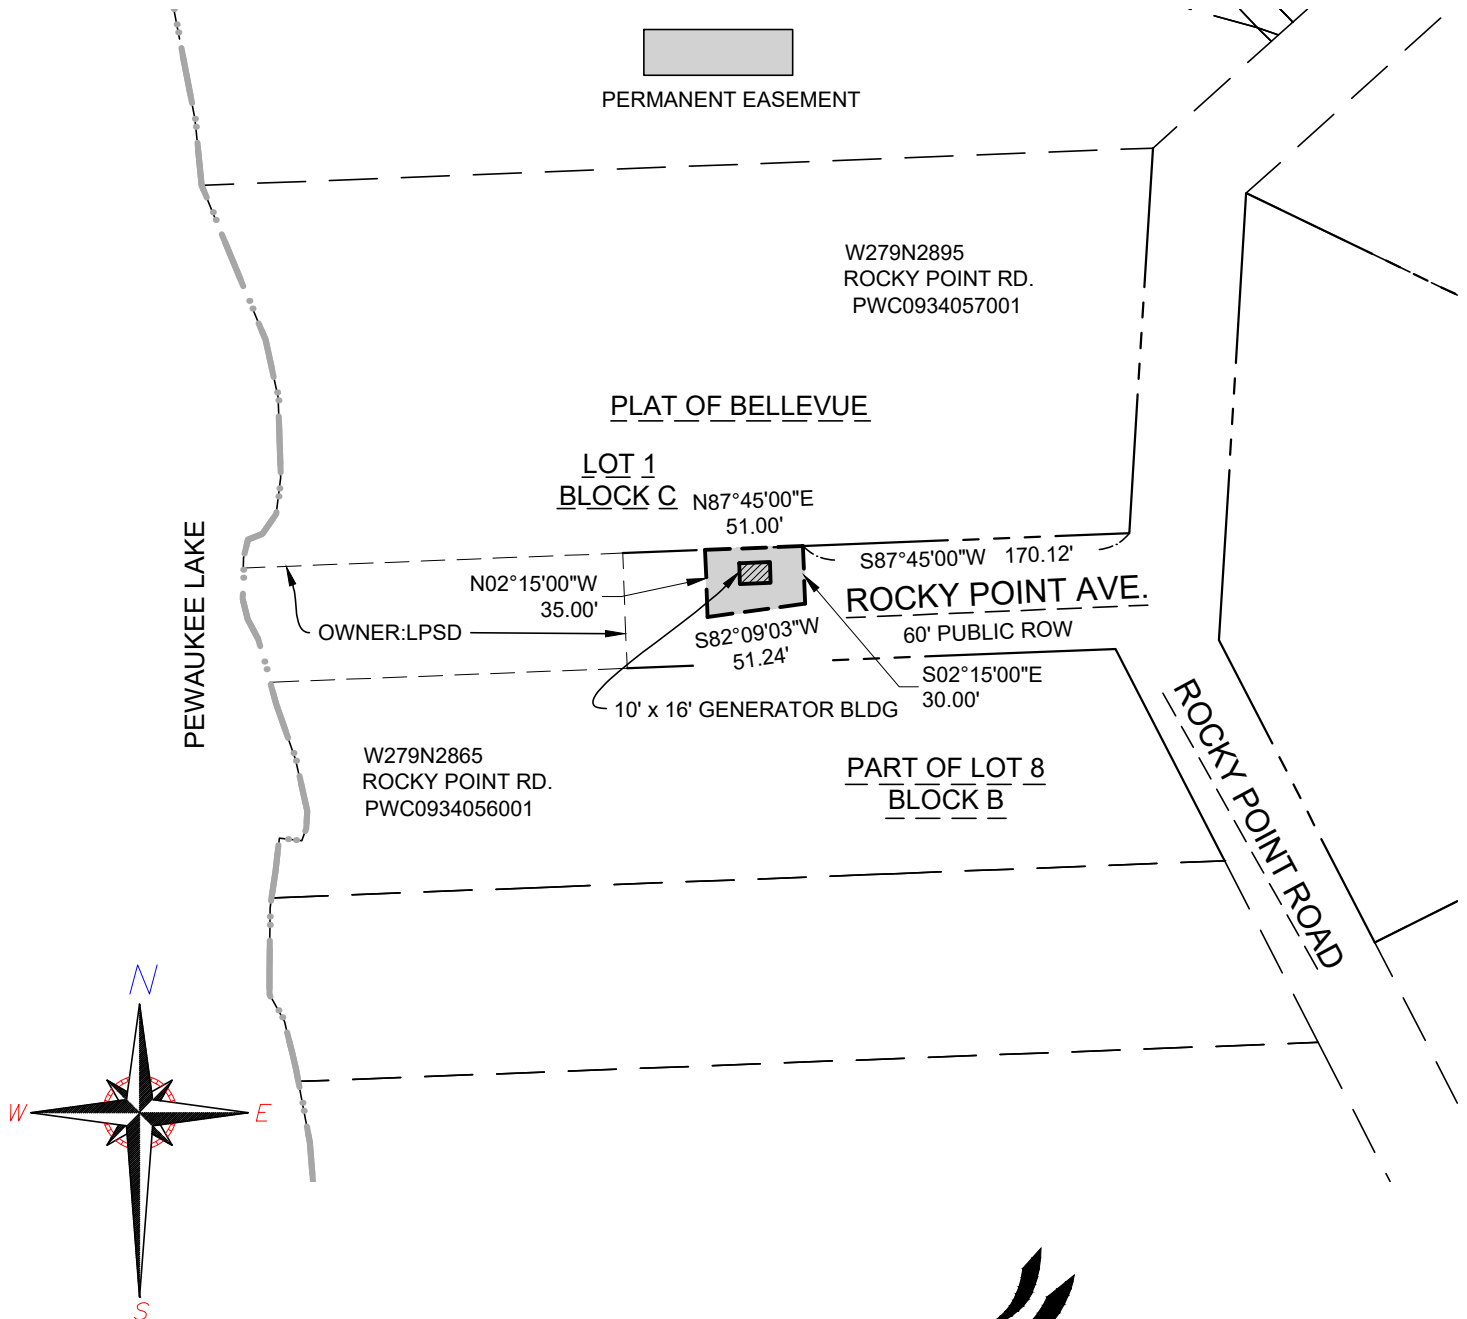 PERMANENT EASEMENT
W279N2895
ROCKY POINT RD.
PWC0934057001
PLAT OF BELLEVUE
LOT 1
BLOCK C
N87°45'00"E
51.00'
S87°45'00"W 170.12'
N02°15'00"W
35.00'
ROCKY POINT AVE.
60' PUBLIC ROW
OWNER:LPSD
S82°09'03"W
51.24'
S02°15'00"E
30.00'
10' x 16' GENERATOR BLDG
PEWAUKEE LAKE
W279N2865
ROCKY POINT RD.
PWC0934056001
PART OF LOT 8
BLOCK B
ROCKY POINT ROAD
N
W
E
S